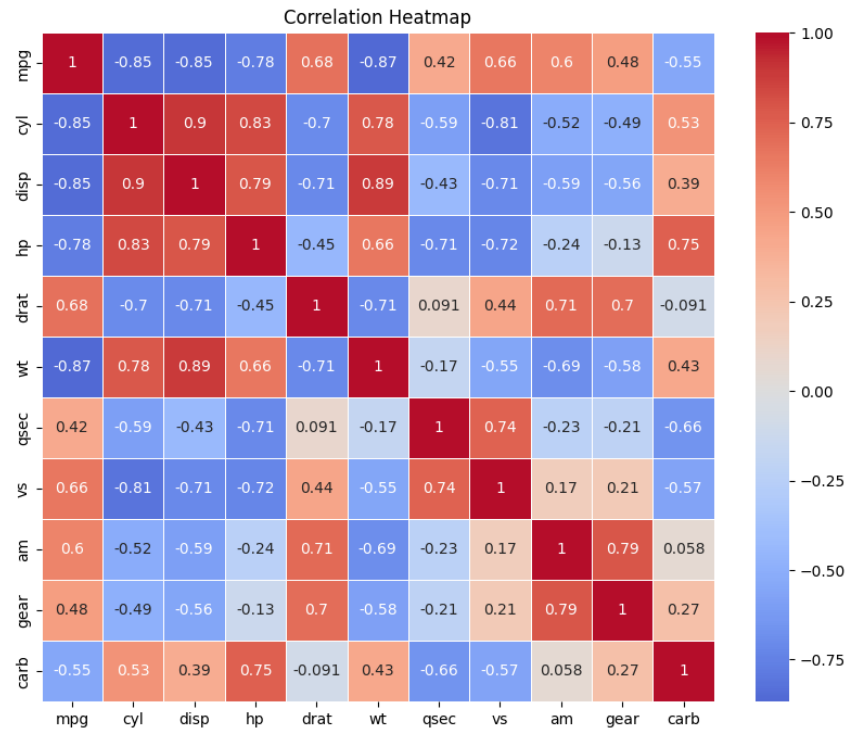 Correlation Heatmap
mpg 1 -0.85 -0.85 -0.78 0.68 -0.87 0.42 0.66 0.6 0.48 -0.55
cyl -0.85 1 0.9 0.83 -0.7 0.78 -0.59 -0.81 -0.52 -0.49 0.53
disp -0.85 0.9 1 0.79 -0.71 0.89 -0.43 -0.71 -0.59 -0.56 0.39
hp -0.78 0.83 0.79 1 -0.45 0.66 -0.71 -0.72 -0.24 -0.13 0.75
drat 0.68 -0.7 -0.71 -0.45 1 -0.71 0.091 0.44 0.71 0.7 -0.091
wt -0.87 0.78 0.89 0.66 -0.71 1 -0.17 -0.55 -0.69 -0.58 0.43
qsec 0.42 -0.59 -0.43 -0.71 0.091 -0.17 1 0.74 -0.23 -0.21 -0.66
vs 0.66 -0.81 -0.71 -0.72 0.44 -0.55 0.74 1 0.17 0.21 -0.57
am 0.6 -0.52 -0.59 -0.24 0.71 -0.69 -0.23 0.17 1 0.79 0.058
gear 0.48 -0.49 -0.56 -0.13 0.7 -0.58 -0.21 0.21 0.79 1 0.27
carb -0.55 0.53 0.39 0.75 -0.091 0.43 -0.66 -0.57 0.058 0.27 1
mpg cyl disp hp drat wt qsec vs am gear carb
1.00
0.75
0.50
0.25
0.00
−0.25
−0.50
−0.75